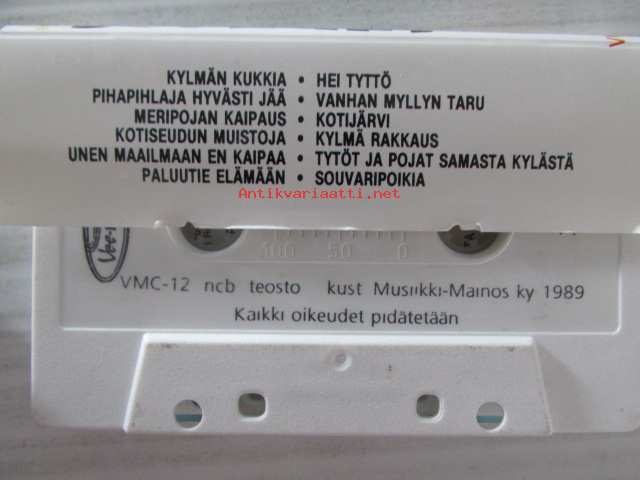 KYLMÄN KUKKIA • HEI TYTTÖ
PIHAPIHLAJA HYVÄSTI JÄÄ • VANHAN MYLLYN TARU
MERIPOJAN KAIPAUS • KOTIJÄRVI
KOTISEUDUN MUISTOJA • KYLMÄ RAKKAUS
UNEN MAAILMAAN EN KAIPAA • TYTÖT JA POJAT SAMASTA KYLÄSTÄ
PALUUTIE ELÄMÄÄN • SOUVARIPOIKIA
Antikvariaatti.net
100 50 0
VMC-12 ncb teosto kust Musiikki-Mainos ky 1989
Kaikki oikeudet pidätetään